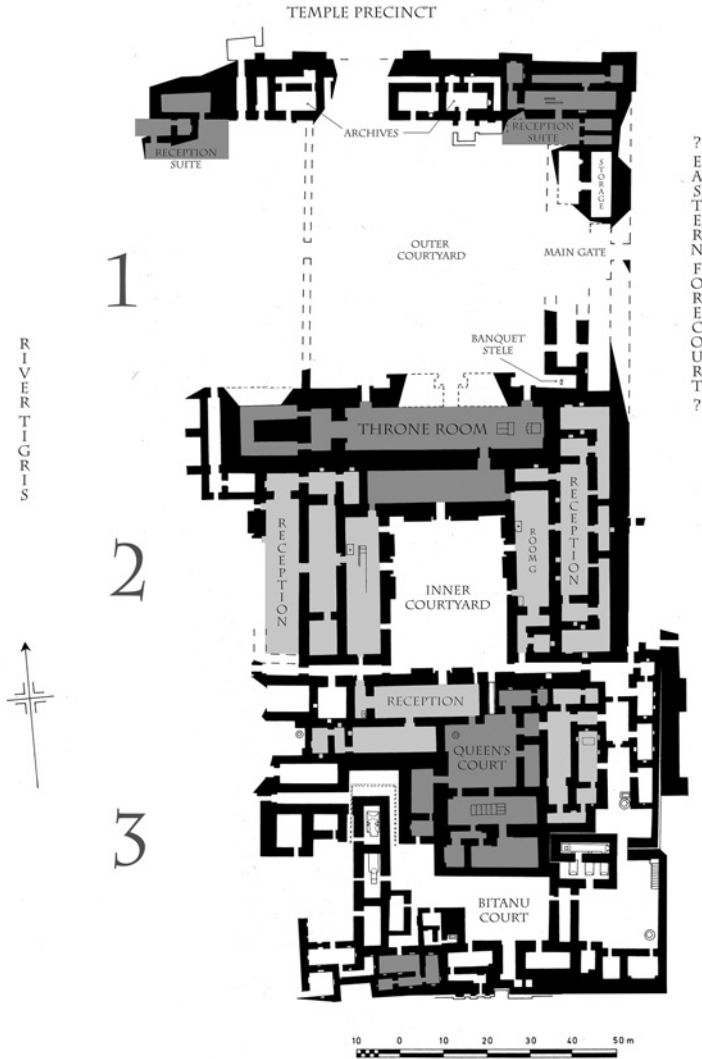 TEMPLE PRECINCT
ARCHIVES
RECEPTION
SUITE
RECEPTION
SUITE
STORAGE
? EASTERN FORECOURT ?
OUTER
COURTYARD
MAIN GATE
1
BANQUET
STELE
RIVER TIGRIS
THRONE ROOM
RECEPTION
ROOM G
RECEPTION
2
INNER
COURTYARD
RECEPTION
QUEEN'S
COURT
3
BITANU
COURT
10 0 10 20 30 40 50 m